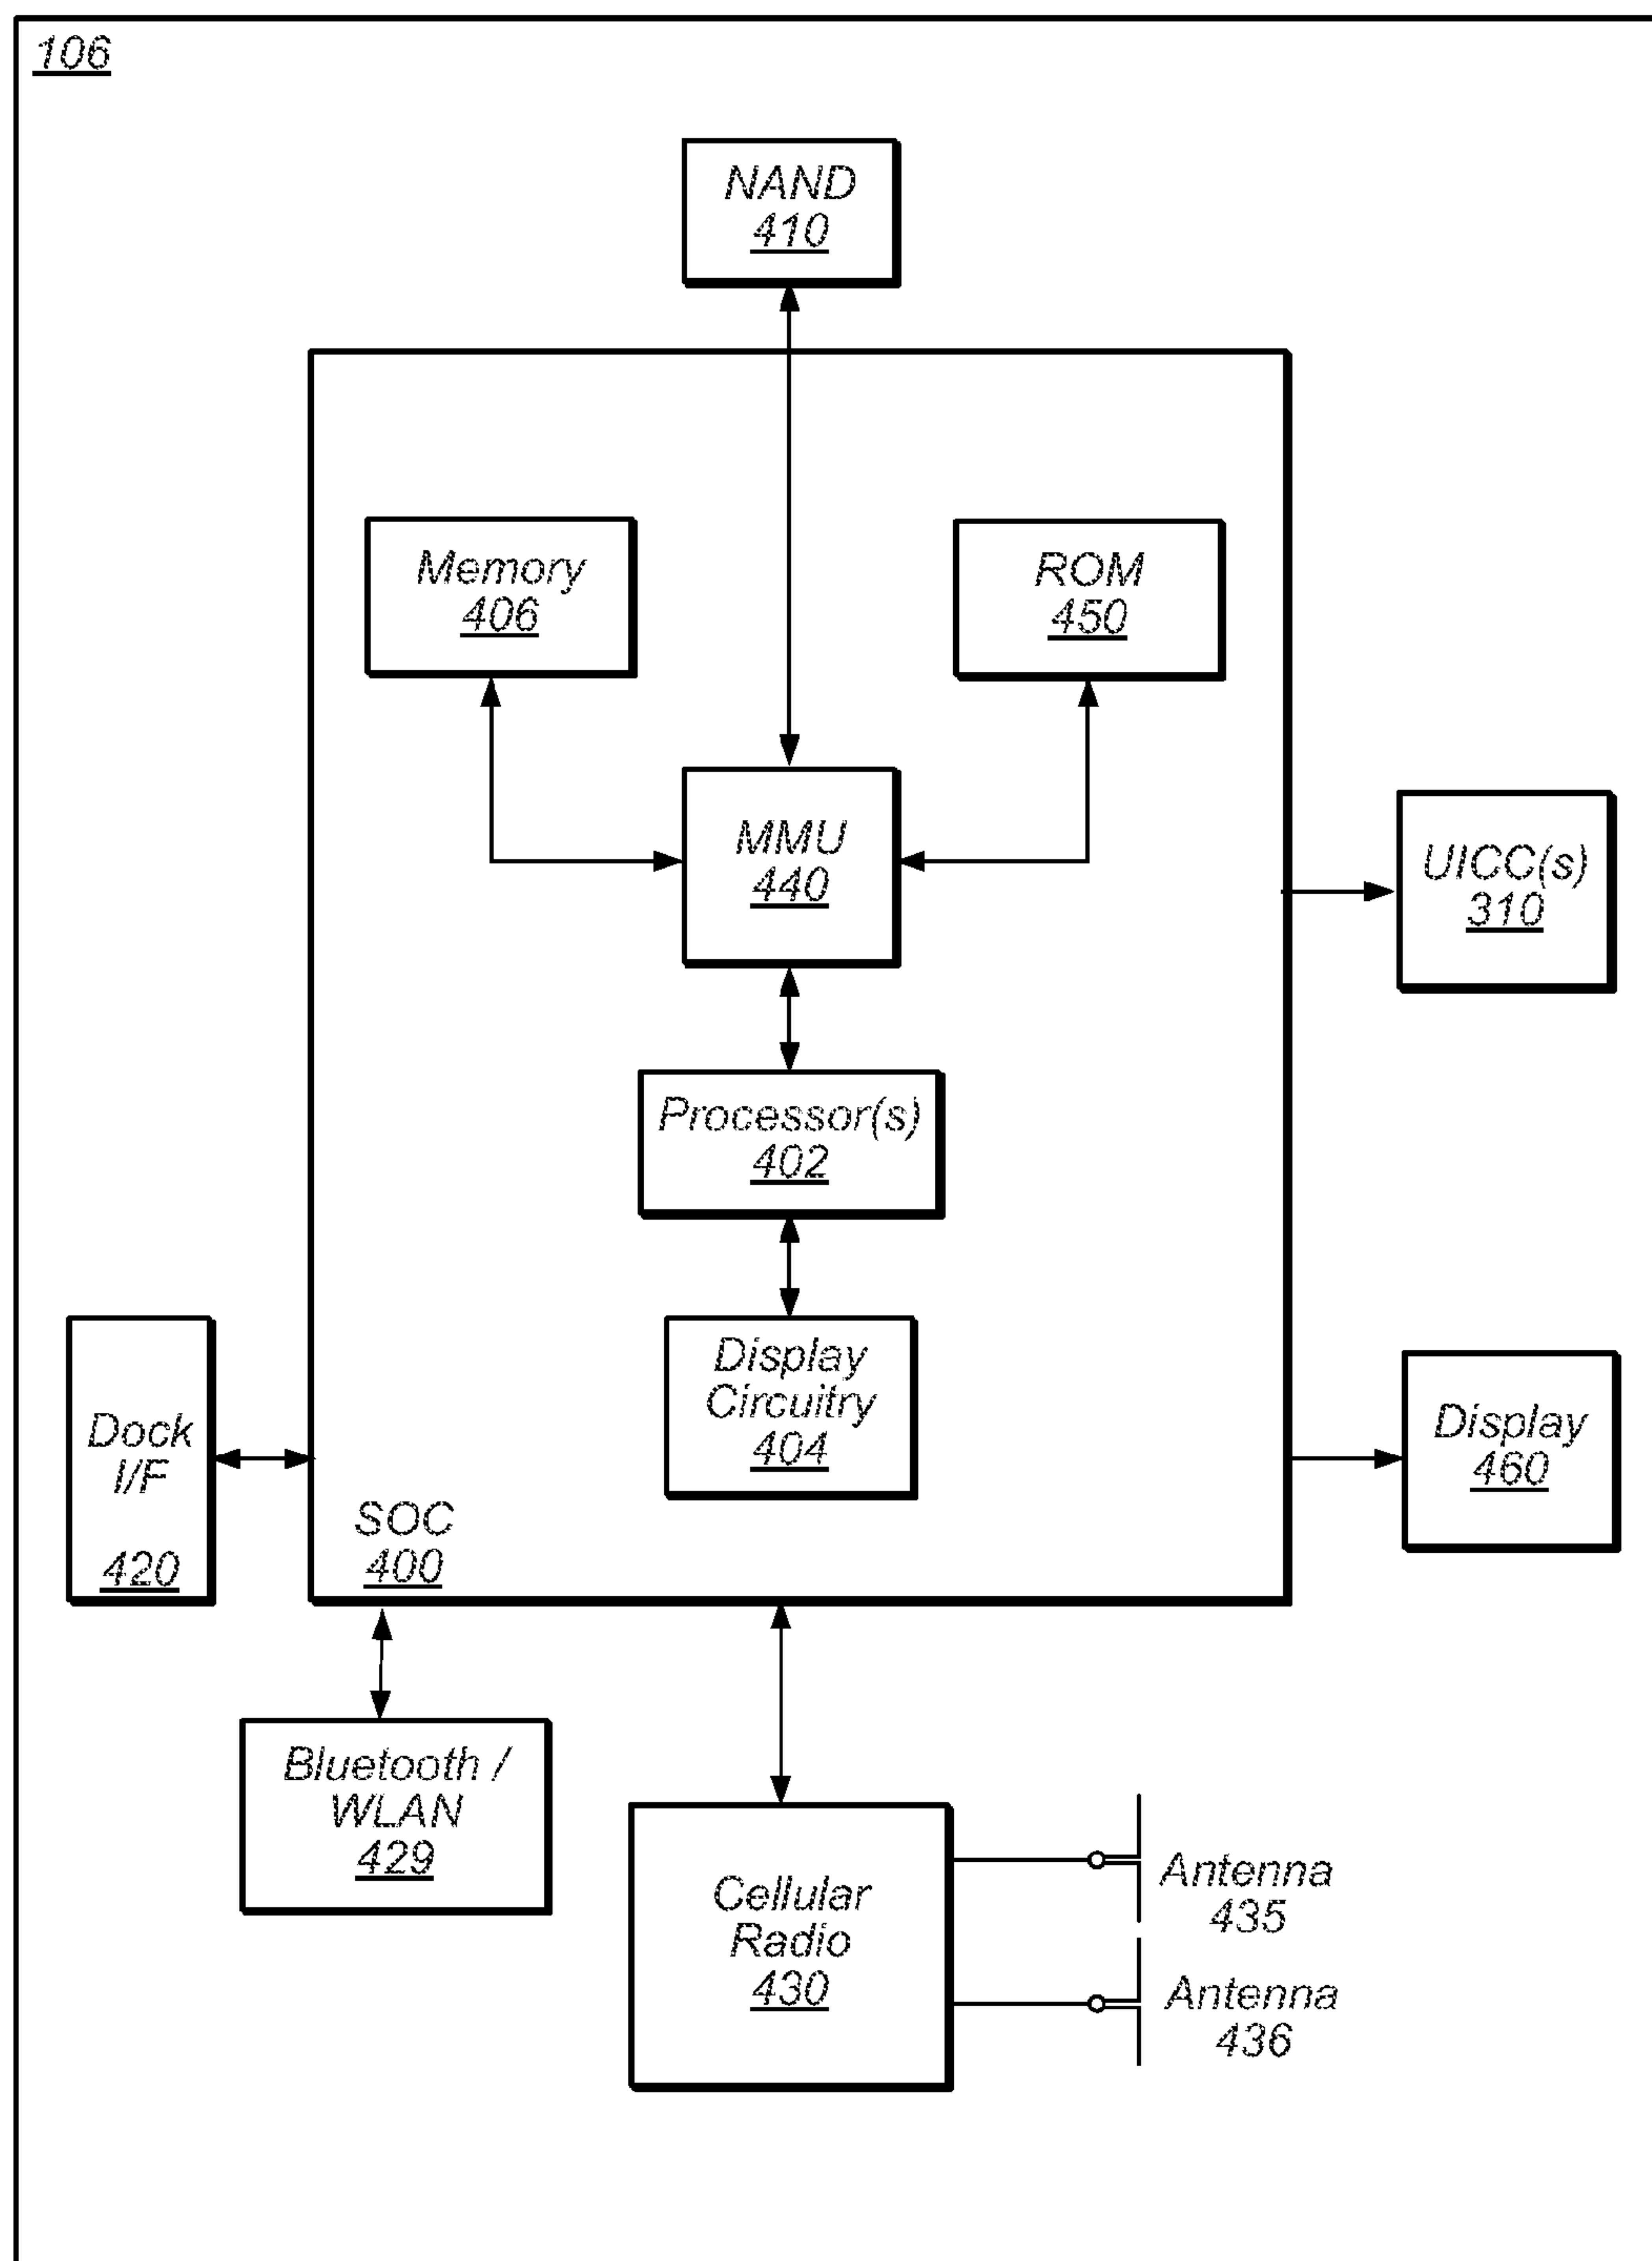 106
NAND
410
Memory
406
ROM
450
MMU
440
UICC(s)
310
Processor(s)
402
Display
Circuitry
404
Dock
I/F
420
Display
460
SOC
400
Bluetooth /
WLAN
429
Cellular
Radio
430
Antenna
435
Antenna
436